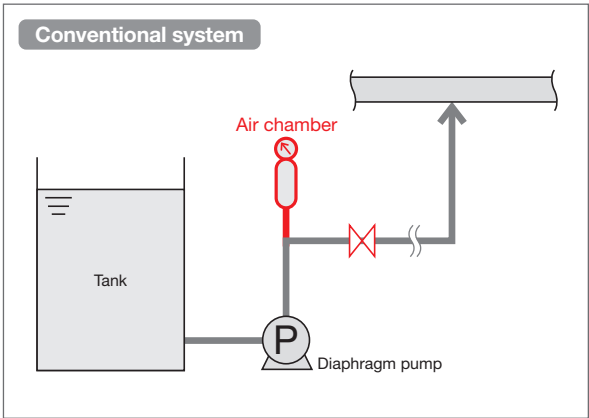 Conventional system
Air chamber
Tank
P
Diaphragm pump